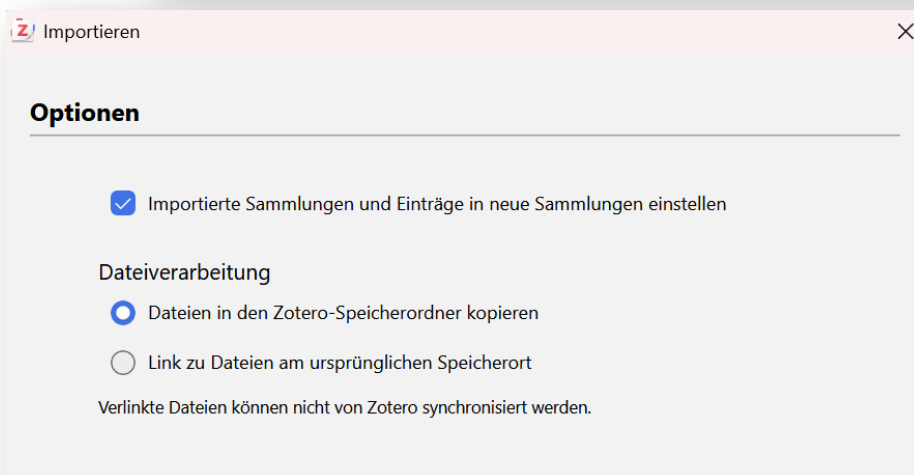 Z Importieren
Optionen
Importierte Sammlungen und Einträge in neue Sammlungen einstellen
Dateiverarbeitung
Dateien in den Zotero-Speicherordner kopieren
Link zu Dateien am ursprünglichen Speicherort
Verlinkte Dateien können nicht von Zotero synchronisiert werden.